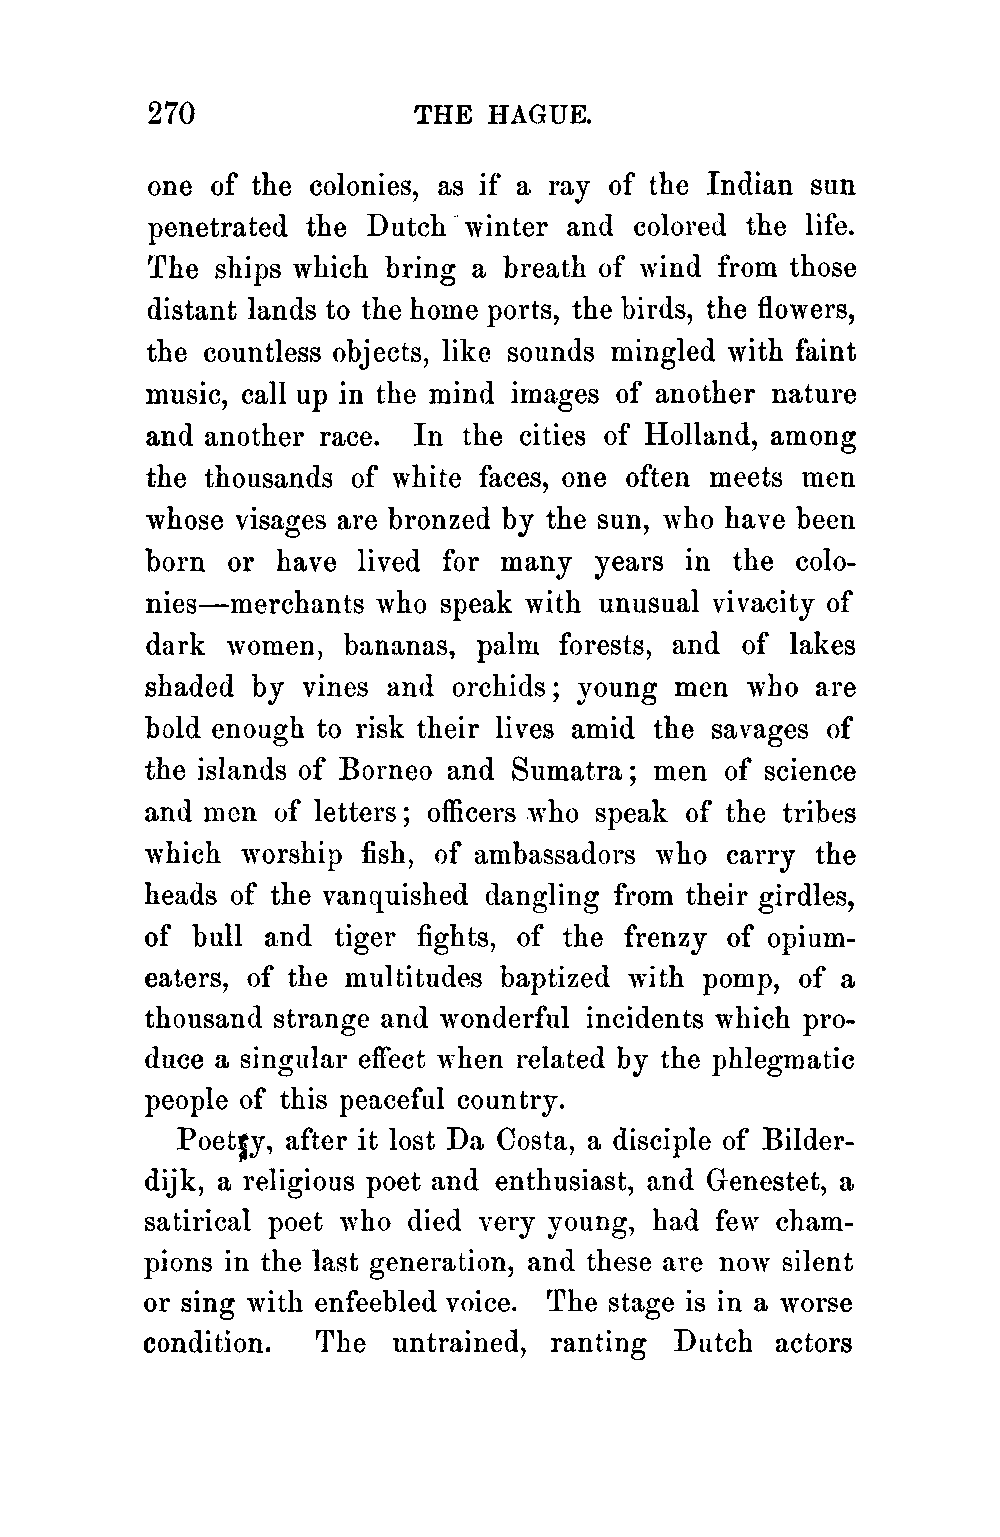 270 THE HAGUE.
one of the colonies, as if a ray of the Indian sun
penetrated the Dutch winter and colored the life.
The ships which bring a breath of wind from those
distant lands to the home ports, the birds, the flowers,
the countless objects, like sounds mingled with faint
music, call up in the mind images of another nature
and another race. In the cities of Holland, among
the thousands of white faces, one often meets men
whose visages are bronzed by the sun, who have been
born or have lived for many years in the colo-
nies—merchants who speak with unusual vivacity of
dark women, bananas, palm forests, and of lakes
shaded by vines and orchids; young men who are
bold enough to risk their lives amid the savages of
the islands of Borneo and Sumatra; men of science
and men of letters; officers who speak of the tribes
which worship fish, of ambassadors who carry the
heads of the vanquished dangling from their girdles,
of bull and tiger fights, of the frenzy of opium-
eaters, of the multitudes baptized with pomp, of a
thousand strange and wonderful incidents which pro-
duce a singular effect when related by the phlegmatic
people of this peaceful country.
Poetry, after it lost Da Costa, a disciple of Bilder-
dijk, a religious poet and enthusiast, and Genestet, a
satirical poet who died very young, had few cham-
pions in the last generation, and these are now silent
or sing with enfeebled voice. The stage is in a worse
condition. The untrained, ranting Dutch actors